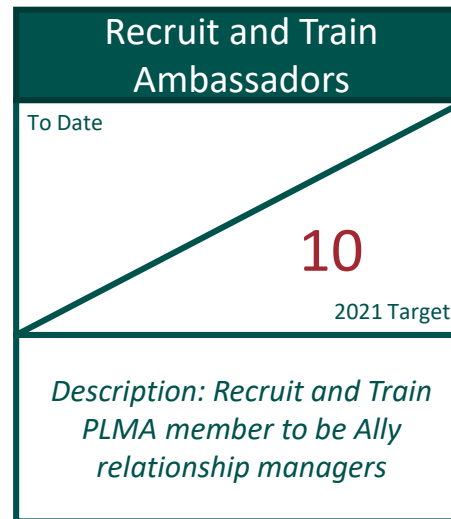 Recruit and Train
Ambassadors
To Date
10
2021 Target
Description: Recruit and Train
PLMA member to be Ally
relationship managers